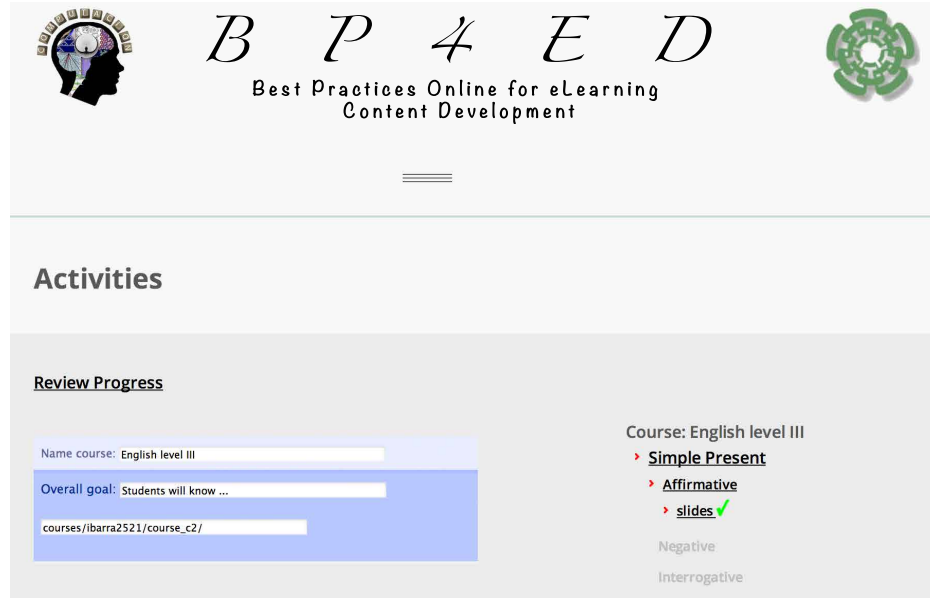 COMPUTACION
B P 4 E D
Best Practices Online for eLearning
Content Development
Activities
Review Progress
Name course: English level III
Overall goal: Students will know ...
courses/ibarra2521/course_c2/
Course: English level III
Simple Present
Affirmative
slides
Negative
Interrogative